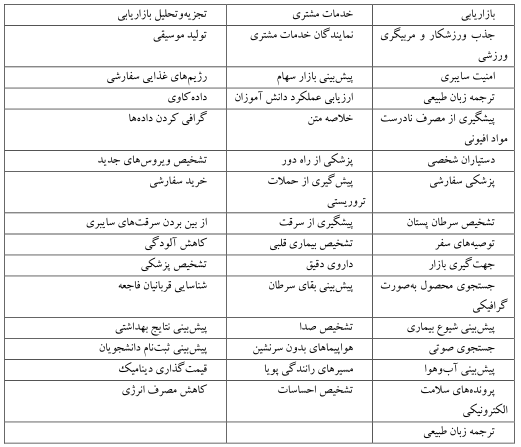 بازاریابی خدمات مشتری تجزیه‌وتحلیل بازاریابی
جذب ورزشکار و مربیگری نمایندگان خدمات مشتری تولید موسیقی
ورزشی
امنیت سایبری پیش‌بینی بازار سهام رژیم‌های غذایی سفارشی
ترجمه زبان طبیعی ارزیابی عملکرد دانش آموزان داده‌کاوی
پیشگیری از مصرف نادرست خلاصه متن گرافی کردن داده‌ها
مواد افیونی
دستیاران شخصی پزشکی از راه دور تشخیص ویروس‌های جدید
پزشکی سفارشی پیش‌گیری از حملات خرید سفارشی
تروریستی
تشخیص سرطان پستان پیشگیری از سرقت از بین بردن سرقت‌های سایبری
توصیه‌های سفر تشخیص بیماری قلبی کاهش آلودگی
جهت‌گیری بازار داروی دقیق تشخیص پزشکی
جستجوی محصول به‌صورت پیش‌بینی بقای سرطان شناسایی قربانیان فاجعه
گرافیکی
پیش‌بینی شیوع بیماری تشخیص صدا پیش‌بینی نتایج بهداشتی
جستجوی صوتی هواپیماهای بدون سرنشین پیش‌بینی ثبت‌نام دانشجویان
پیش‌بینی آب‌وهوا مسیرهای رانندگی پویا قیمت‌گذاری دینامیک
پرونده‌های سلامت تشخیص احساسات کاهش مصرف انرژی
الکترونیکی
ترجمه زبان طبیعی